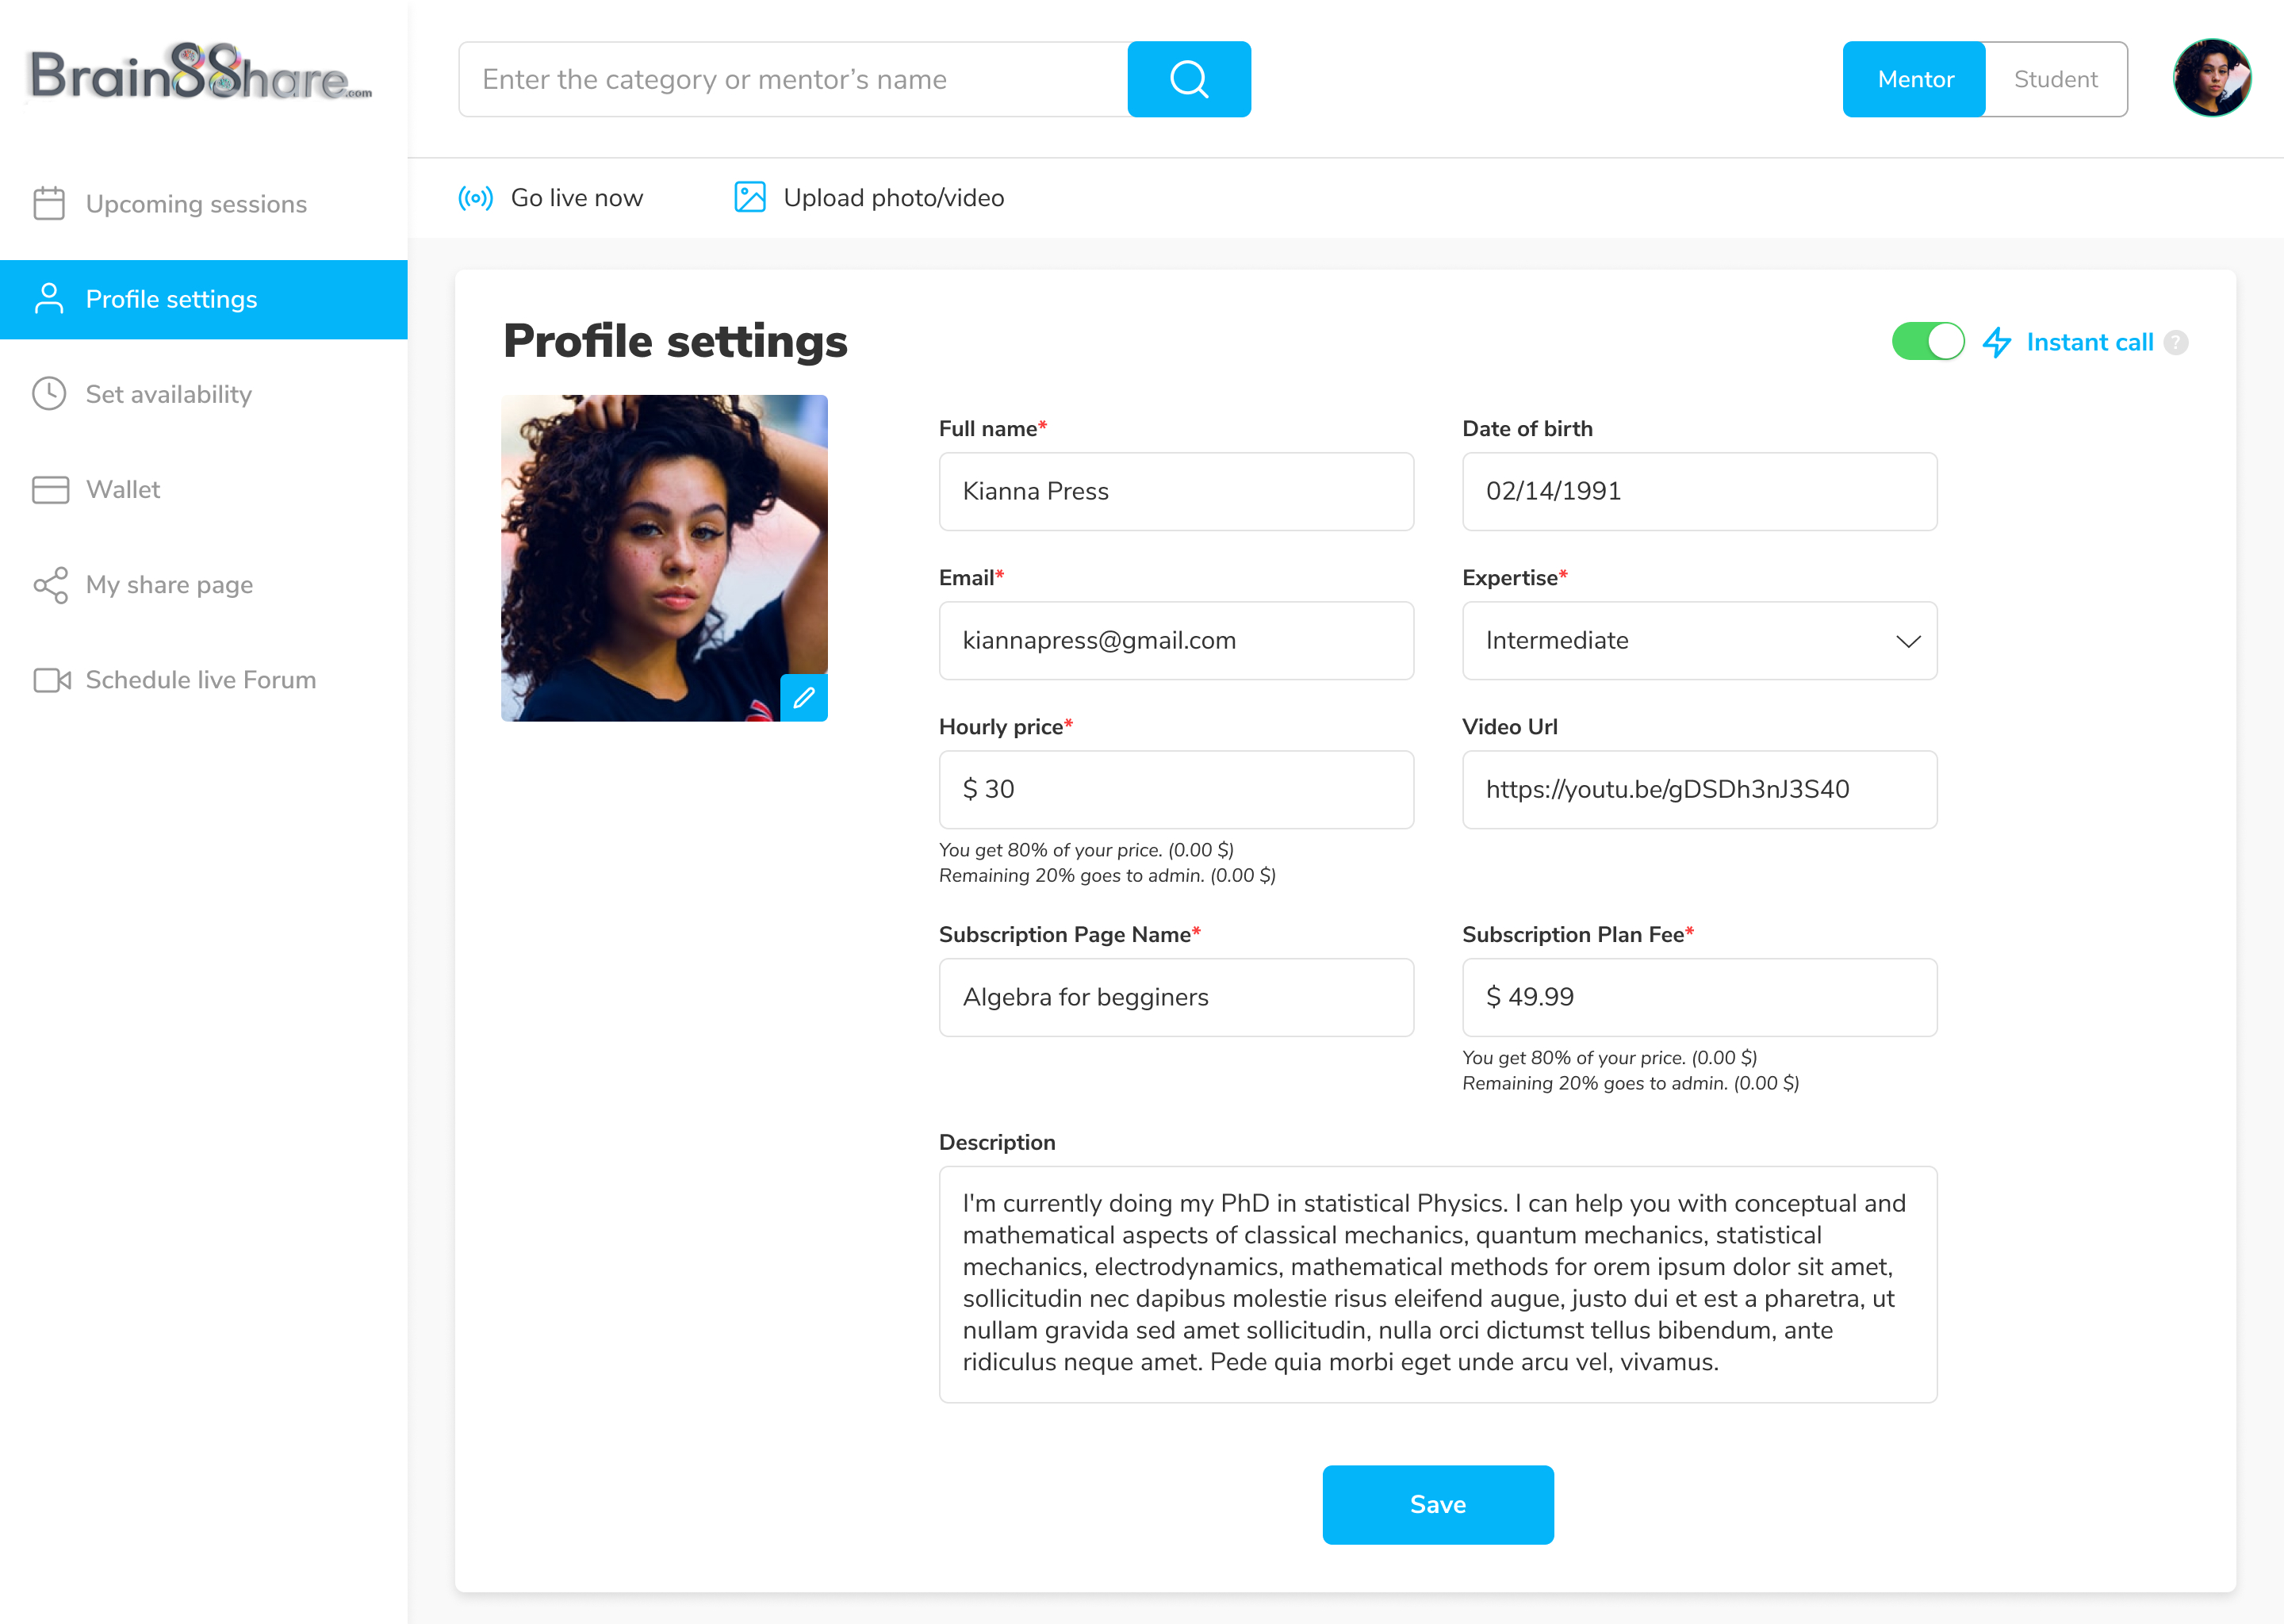 Brain88hare.com
Enter the category or mentor’s name
Mentor
Student
Upcoming sessions
Profile settings
Set availability
Wallet
My share page
Schedule live Forum
Go live now
Upload photo/video
Profile settings
Instant call ?
Full name*
Kianna Press
Date of birth
02/14/1991
Email*
kiannapress@gmail.com
Expertise*
Intermediate
Hourly price*
$ 30
You get 80% of your price. (0.00 $)
Remaining 20% goes to admin. (0.00 $)
Video Url
https://youtu.be/gDSDh3nJ3S40
Subscription Page Name*
Algebra for begginers
Subscription Plan Fee*
$ 49.99
You get 80% of your price. (0.00 $)
Remaining 20% goes to admin. (0.00 $)
Description
I'm currently doing my PhD in statistical Physics. I can help you with conceptual and
mathematical aspects of classical mechanics, quantum mechanics, statistical
mechanics, electrodynamics, mathematical methods for orem ipsum dolor sit amet,
sollicitudin nec dapibus molestie risus eleifend augue, justo dui et est a pharetra, ut
nullam gravida sed amet sollicitudin, nulla orci dictumst tellus bibendum, ante
ridiculus neque amet. Pede quia morbi eget unde arcu vel, vivamus.
Save